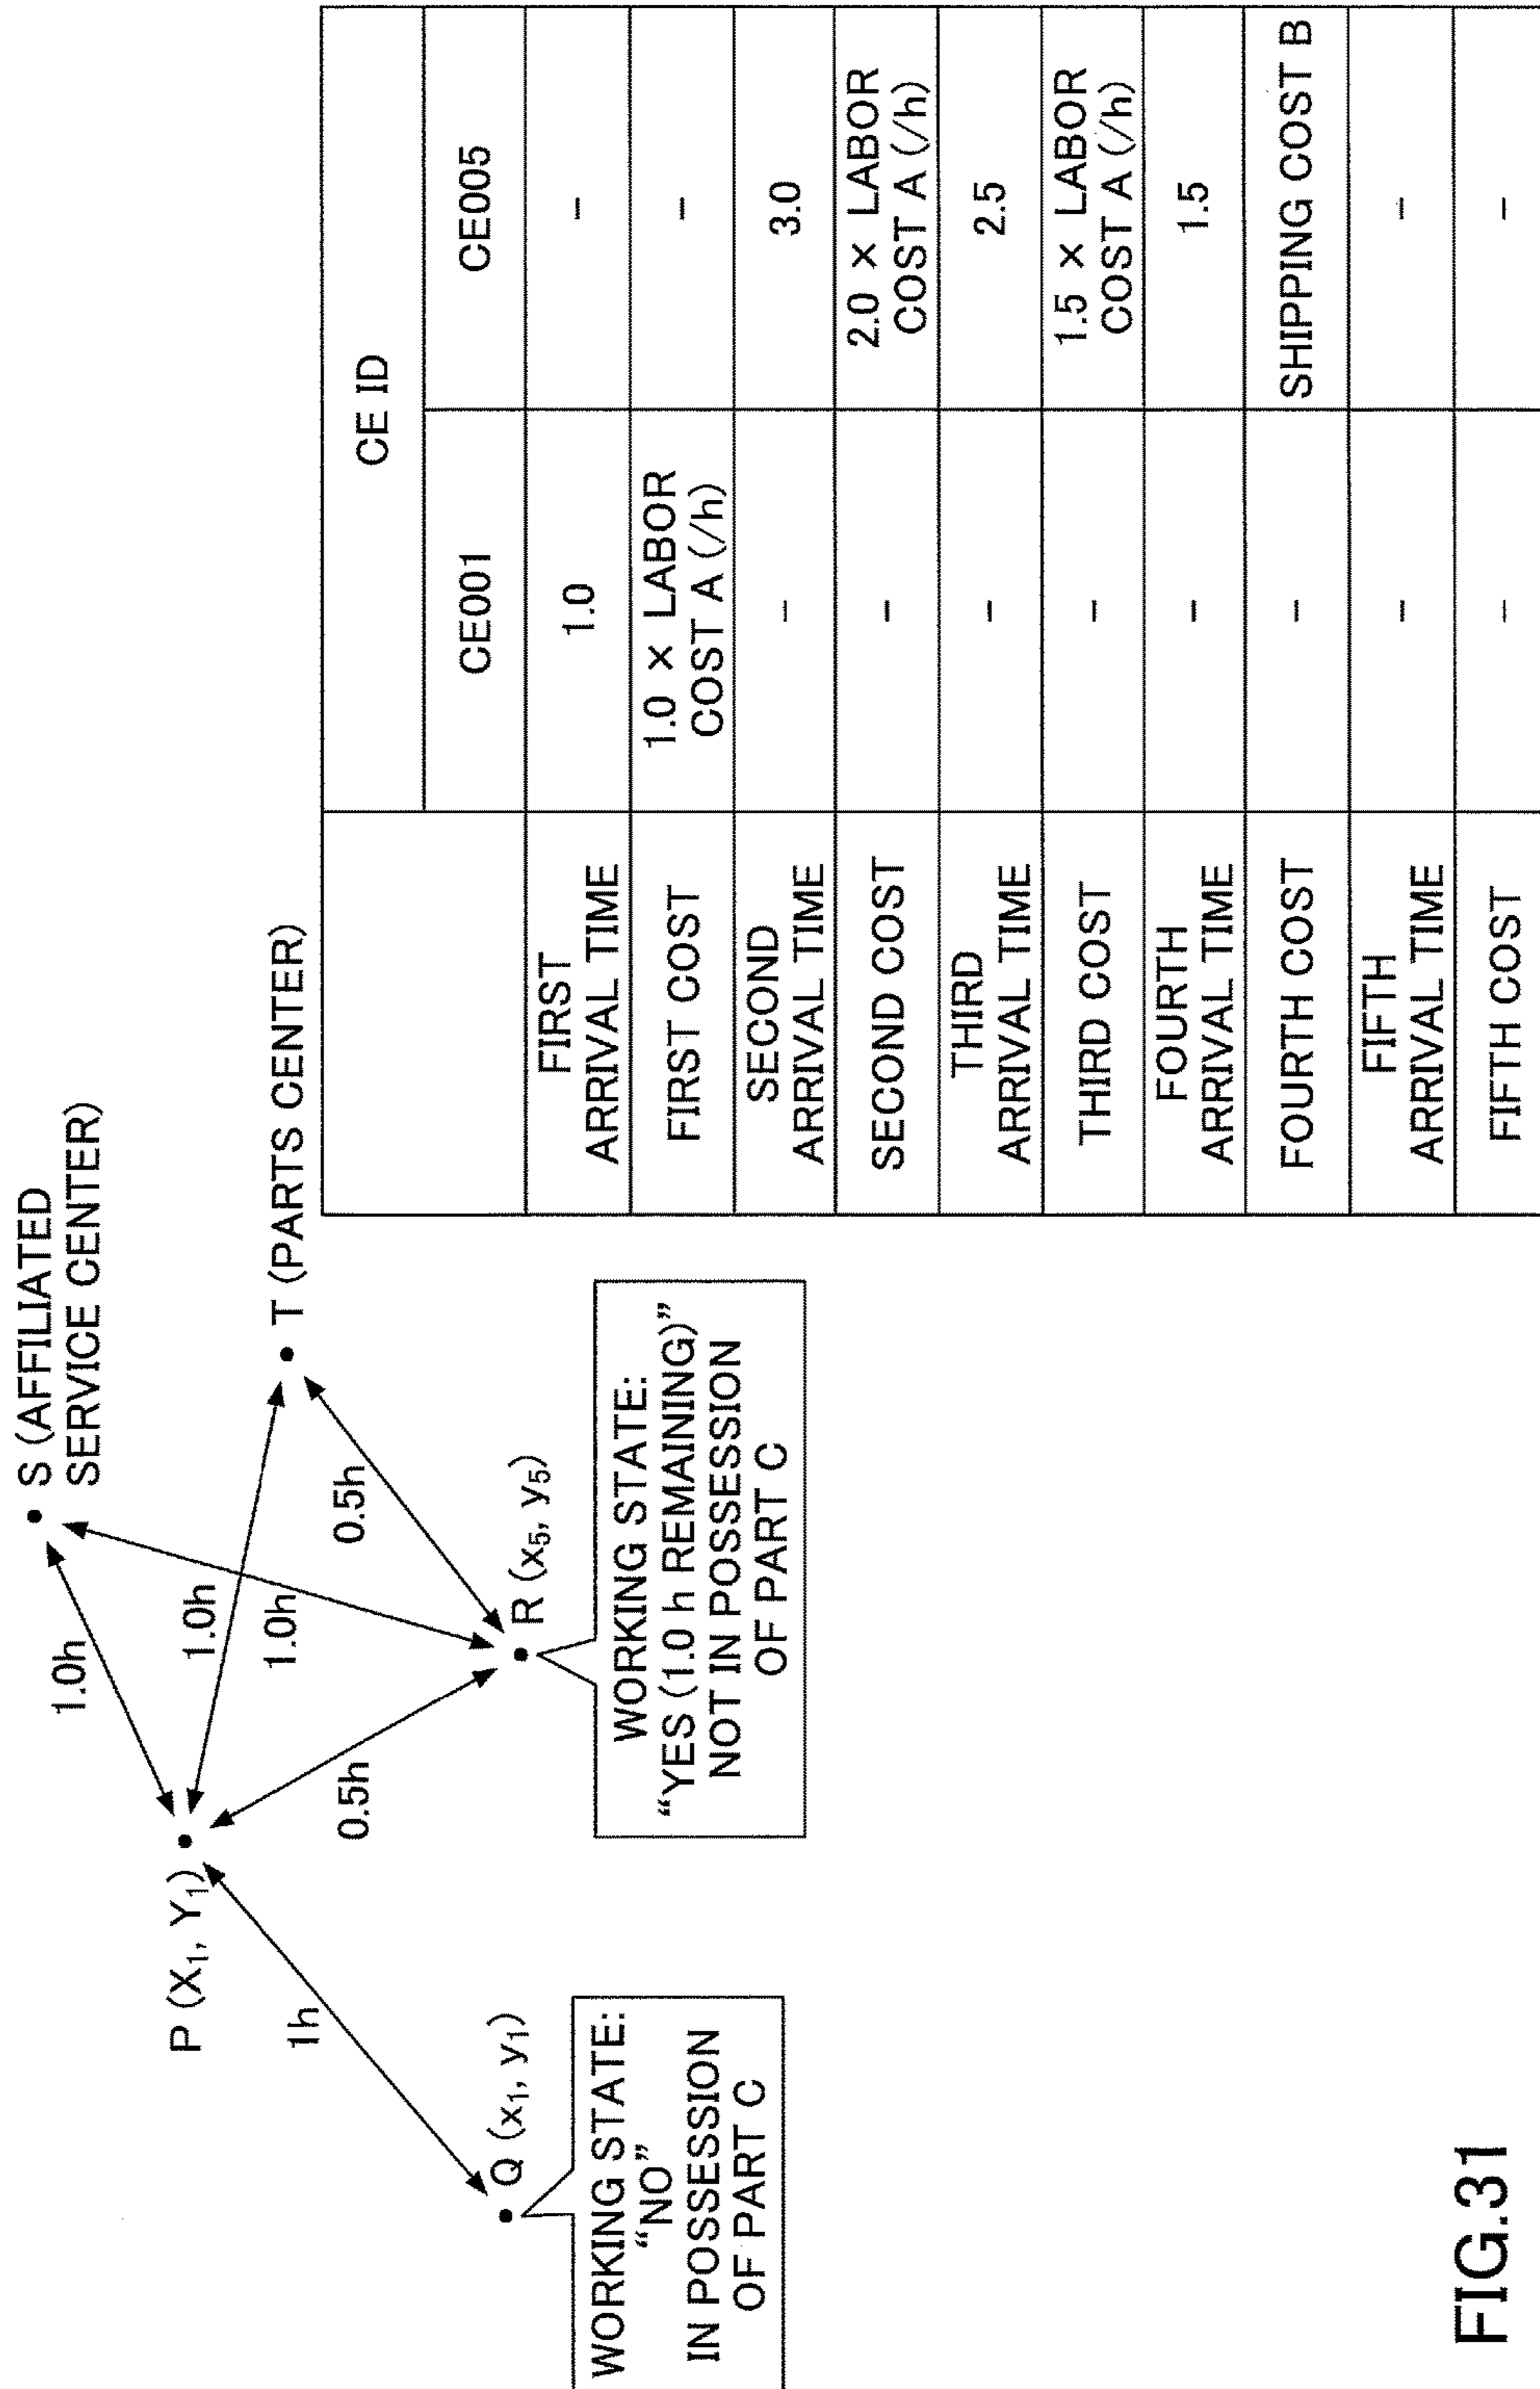 S (AFFILIATED
SERVICE CENTER)
T (PARTS CENTER)
P (X₁, Y₁)
1.0h
1.0h
1.0h
0.5h
0.5h
1h
Q (x₁, y₁)
R (x₅, y₅)
WORKING STATE:
“NO”
IN POSSESSION
OF PART C
WORKING STATE:
“YES (1.0 h REMAINING)”
NOT IN POSSESSION
OF PART C
CE ID
CE001 CE005
FIRST
ARRIVAL TIME 1.0 –
FIRST COST 1.0 × LABOR
COST A (/h) –
SECOND
ARRIVAL TIME – 3.0
SECOND COST – 2.0 × LABOR
COST A (/h)
THIRD
ARRIVAL TIME – 2.5
THIRD COST – 1.5 × LABOR
COST A (/h)
FOURTH
ARRIVAL TIME – 1.5
FOURTH COST – SHIPPING COST B
FIFTH
ARRIVAL TIME – –
FIFTH COST – –
FIG.31